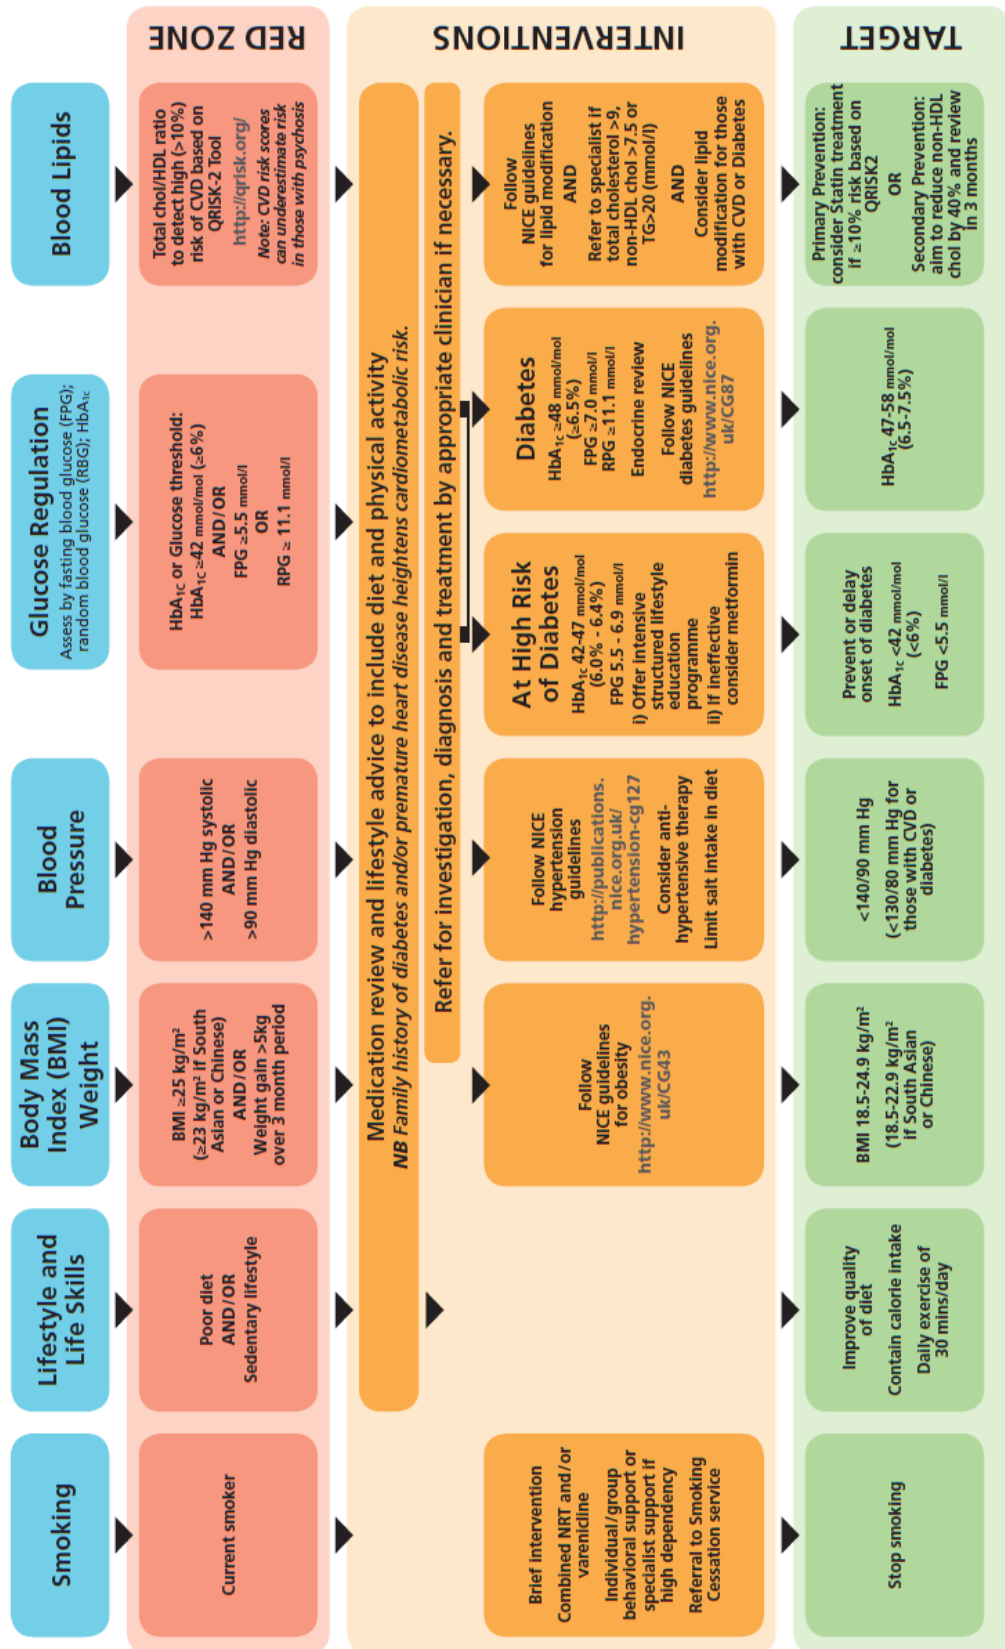 Smoking
Lifestyle and
Life Skills
Body Mass
Index (BMI)
Weight
Blood
Pressure
Glucose Regulation
Assess by fasting blood glucose (FPG);
random blood glucose (RBG); HbA1c
Blood Lipids
Current smoker
Poor diet
AND/OR
Sedentary lifestyle
BMI ≥25 kg/m²
(≥23 kg/m² if South
Asian or Chinese)
AND/OR
Weight gain >5kg
over 3 month period
>140 mm Hg systolic
AND/OR
>90 mm Hg diastolic
HbA1C or Glucose threshold:
HbA1C ≥42 mmol/mol (≥6%)
AND/OR
FPG ≥5.5 mmol/l
OR
RPG ≥ 11.1 mmol/l
Total chol/HDL ratio
to detect high (>10%)
risk of CVD based on
QRISK-2 Tool
http://qrisk.org/
Note: CVD risk scores
can underestimate risk
in those with psychosis
RED ZONE
Medication review and lifestyle advice to include diet and physical activity
NB Family history of diabetes and/or premature heart disease heightens cardiometabolic risk.
Refer for investigation, diagnosis and treatment by appropriate clinician if necessary.
Brief intervention
Combined NRT and/or
varenicline
Individual/group
behavioral support or
specialist support if
high dependency
Referral to Smoking
Cessation service
Follow
NICE guidelines
for obesity
http://www.nice.org.
uk/CG43
Follow NICE
hypertension
guidelines
http://publications.
nice.org.uk/
hypertension-cg127
Consider anti-
hypertensive therapy
Limit salt intake in diet
At High Risk
of Diabetes
HbA1C 42-47 mmol/mol
(6.0% - 6.4%)
FPG 5.5 - 6.9 mmol/l
i) Offer intensive
structured lifestyle
education
programme
ii) If ineffective
consider metformin
Diabetes
HbA1C ≥48 mmol/mol
(≥6.5%)
FPG ≥7.0 mmol/l
RPG ≥11.1 mmol/l
Endocrine review
Follow NICE
diabetes guidelines
http://www.nice.org.
uk/CG87
Follow
NICE guidelines
for lipid modification
AND
Refer to specialist if
total cholesterol >9,
non-HDL chol >7.5 or
TG>20 (mmol/l)
AND
Consider lipid
modification for those
with CVD or Diabetes
INTERVENTIONS
Stop smoking
Improve quality
of diet
Contain calorie intake
Daily exercise of
30 mins/day
BMI 18.5-24.9 kg/m²
(18.5-22.9 kg/m²
if South Asian
or Chinese)
<140/90 mm Hg
(<130/80 mm Hg for
those with CVD or
diabetes)
Prevent or delay
onset of diabetes
HbA1C <42 mmol/mol
(<6%)
FPG <5.5 mmol/l
HbA1C 47-58 mmol/mol
(6.5-7.5%)
Primary Prevention:
consider Statin treatment
if ≥10% risk based on
QRISK2
OR
Secondary Prevention:
aim to reduce non-HDL
chol by 40% and review
in 3 months
TARGET